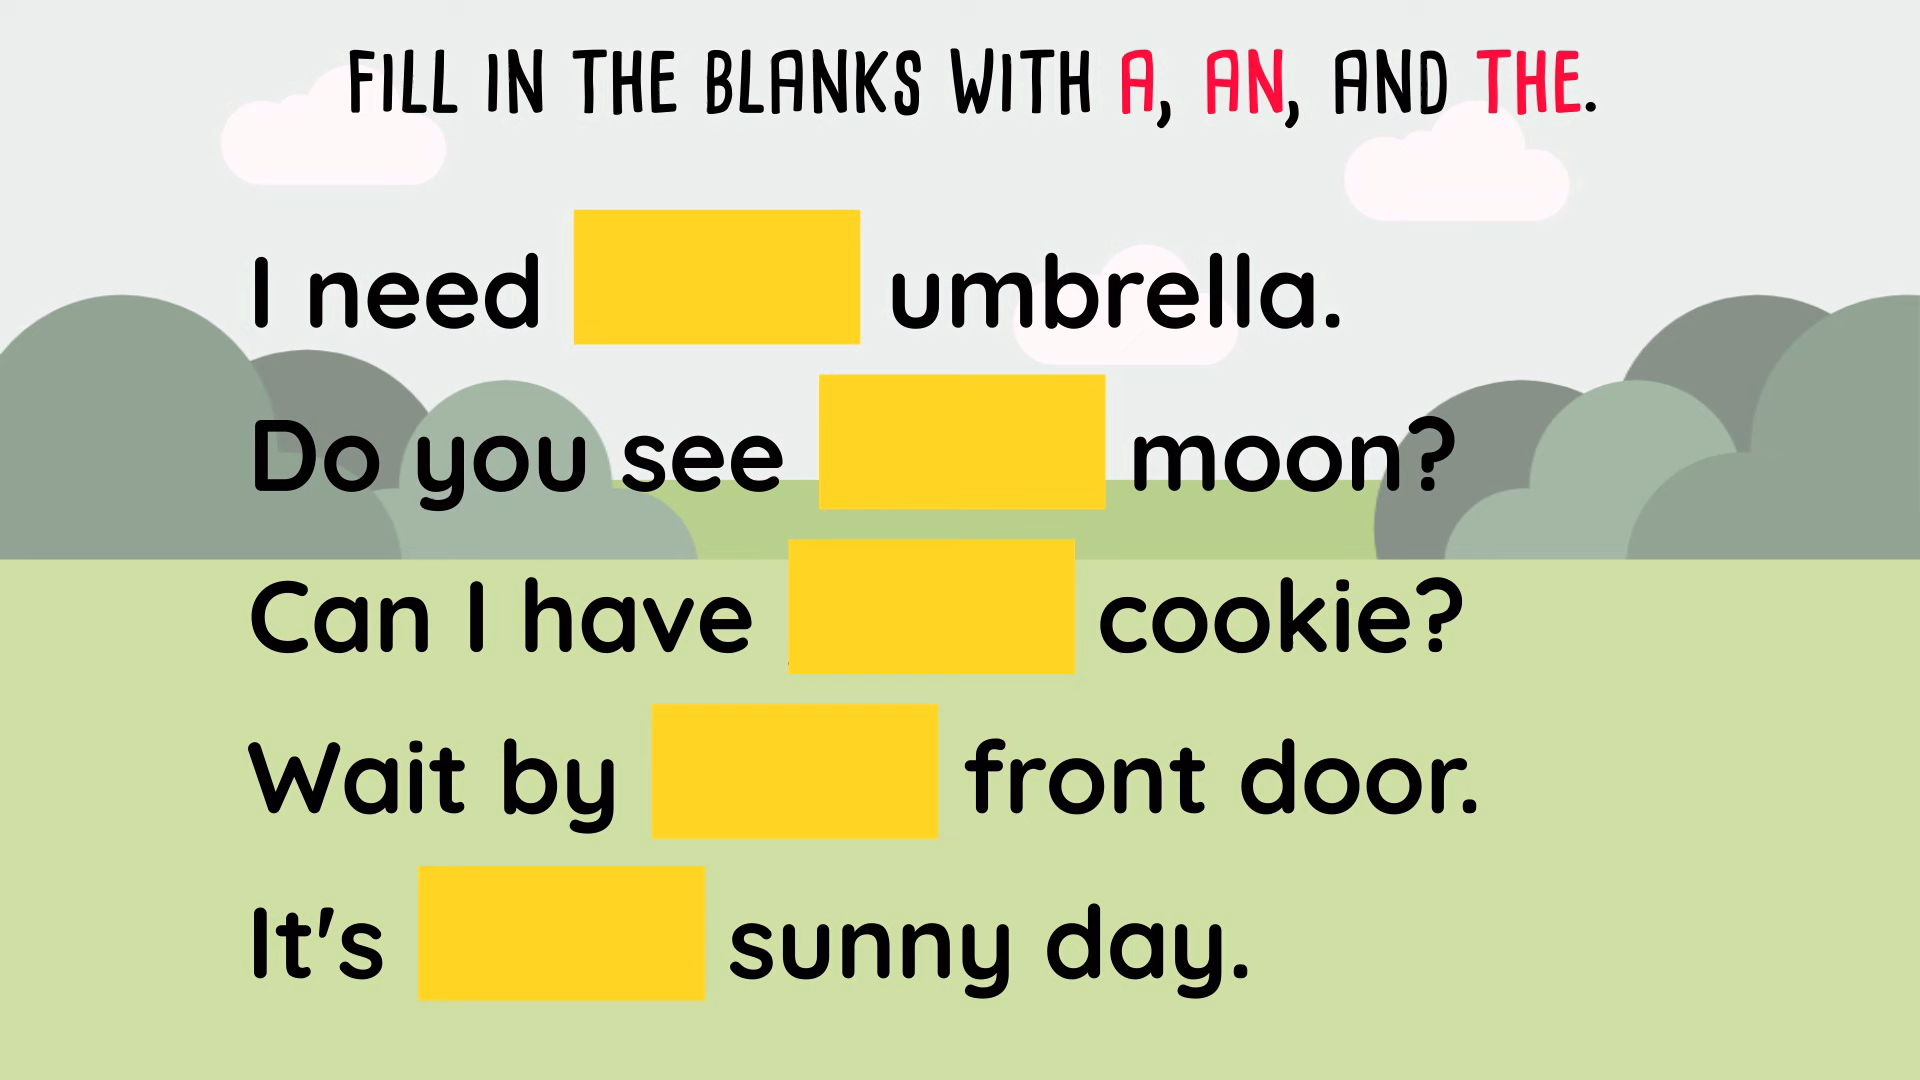 FILL IN THE BLANKS WITH A, AN, AND THE.
I need umbrella.
Do you see moon?
Can I have cookie?
Wait by front door.
It's sunny day.